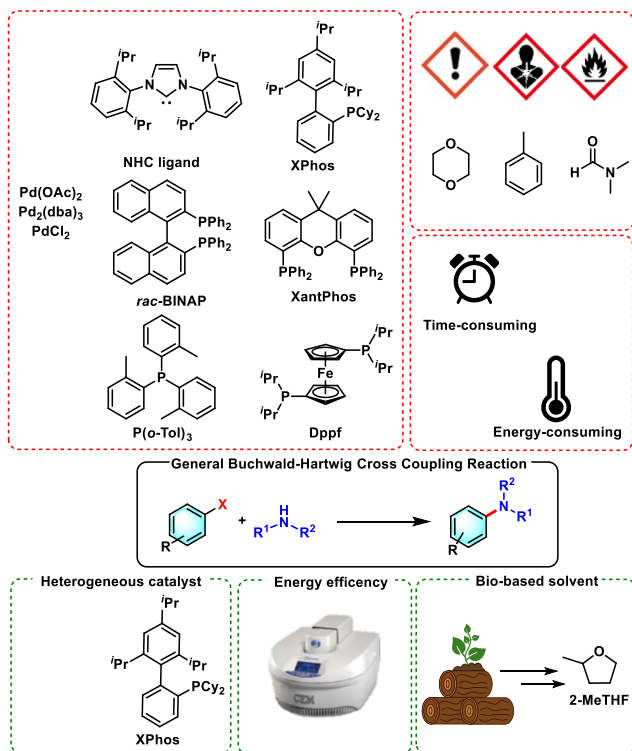 iPr
iPr
N
N
iPr
iPr
NHC ligand
iPr
iPr
iPr
PCy2
XPhos
Pd(OAc)2
Pd2(dba)3
PdCl2
PPh2
PPh2
rac-BINAP
O
PPh2
PPh2
XantPhos
P
P(o-Tol)3
iPr
P
iPr
Fe
iPr
P
iPr
Dppf
O
O
O
H
N
Time-consuming
Energy-consuming
General Buchwald-Hartwig Cross Coupling Reaction
X
R
+
H
R1 N R2
R2
N
R1
R
Heterogeneous catalyst
iPr
iPr
iPr
PCy2
XPhos
Energy efficency
CEM
Bio-based solvent
O
2-MeTHF